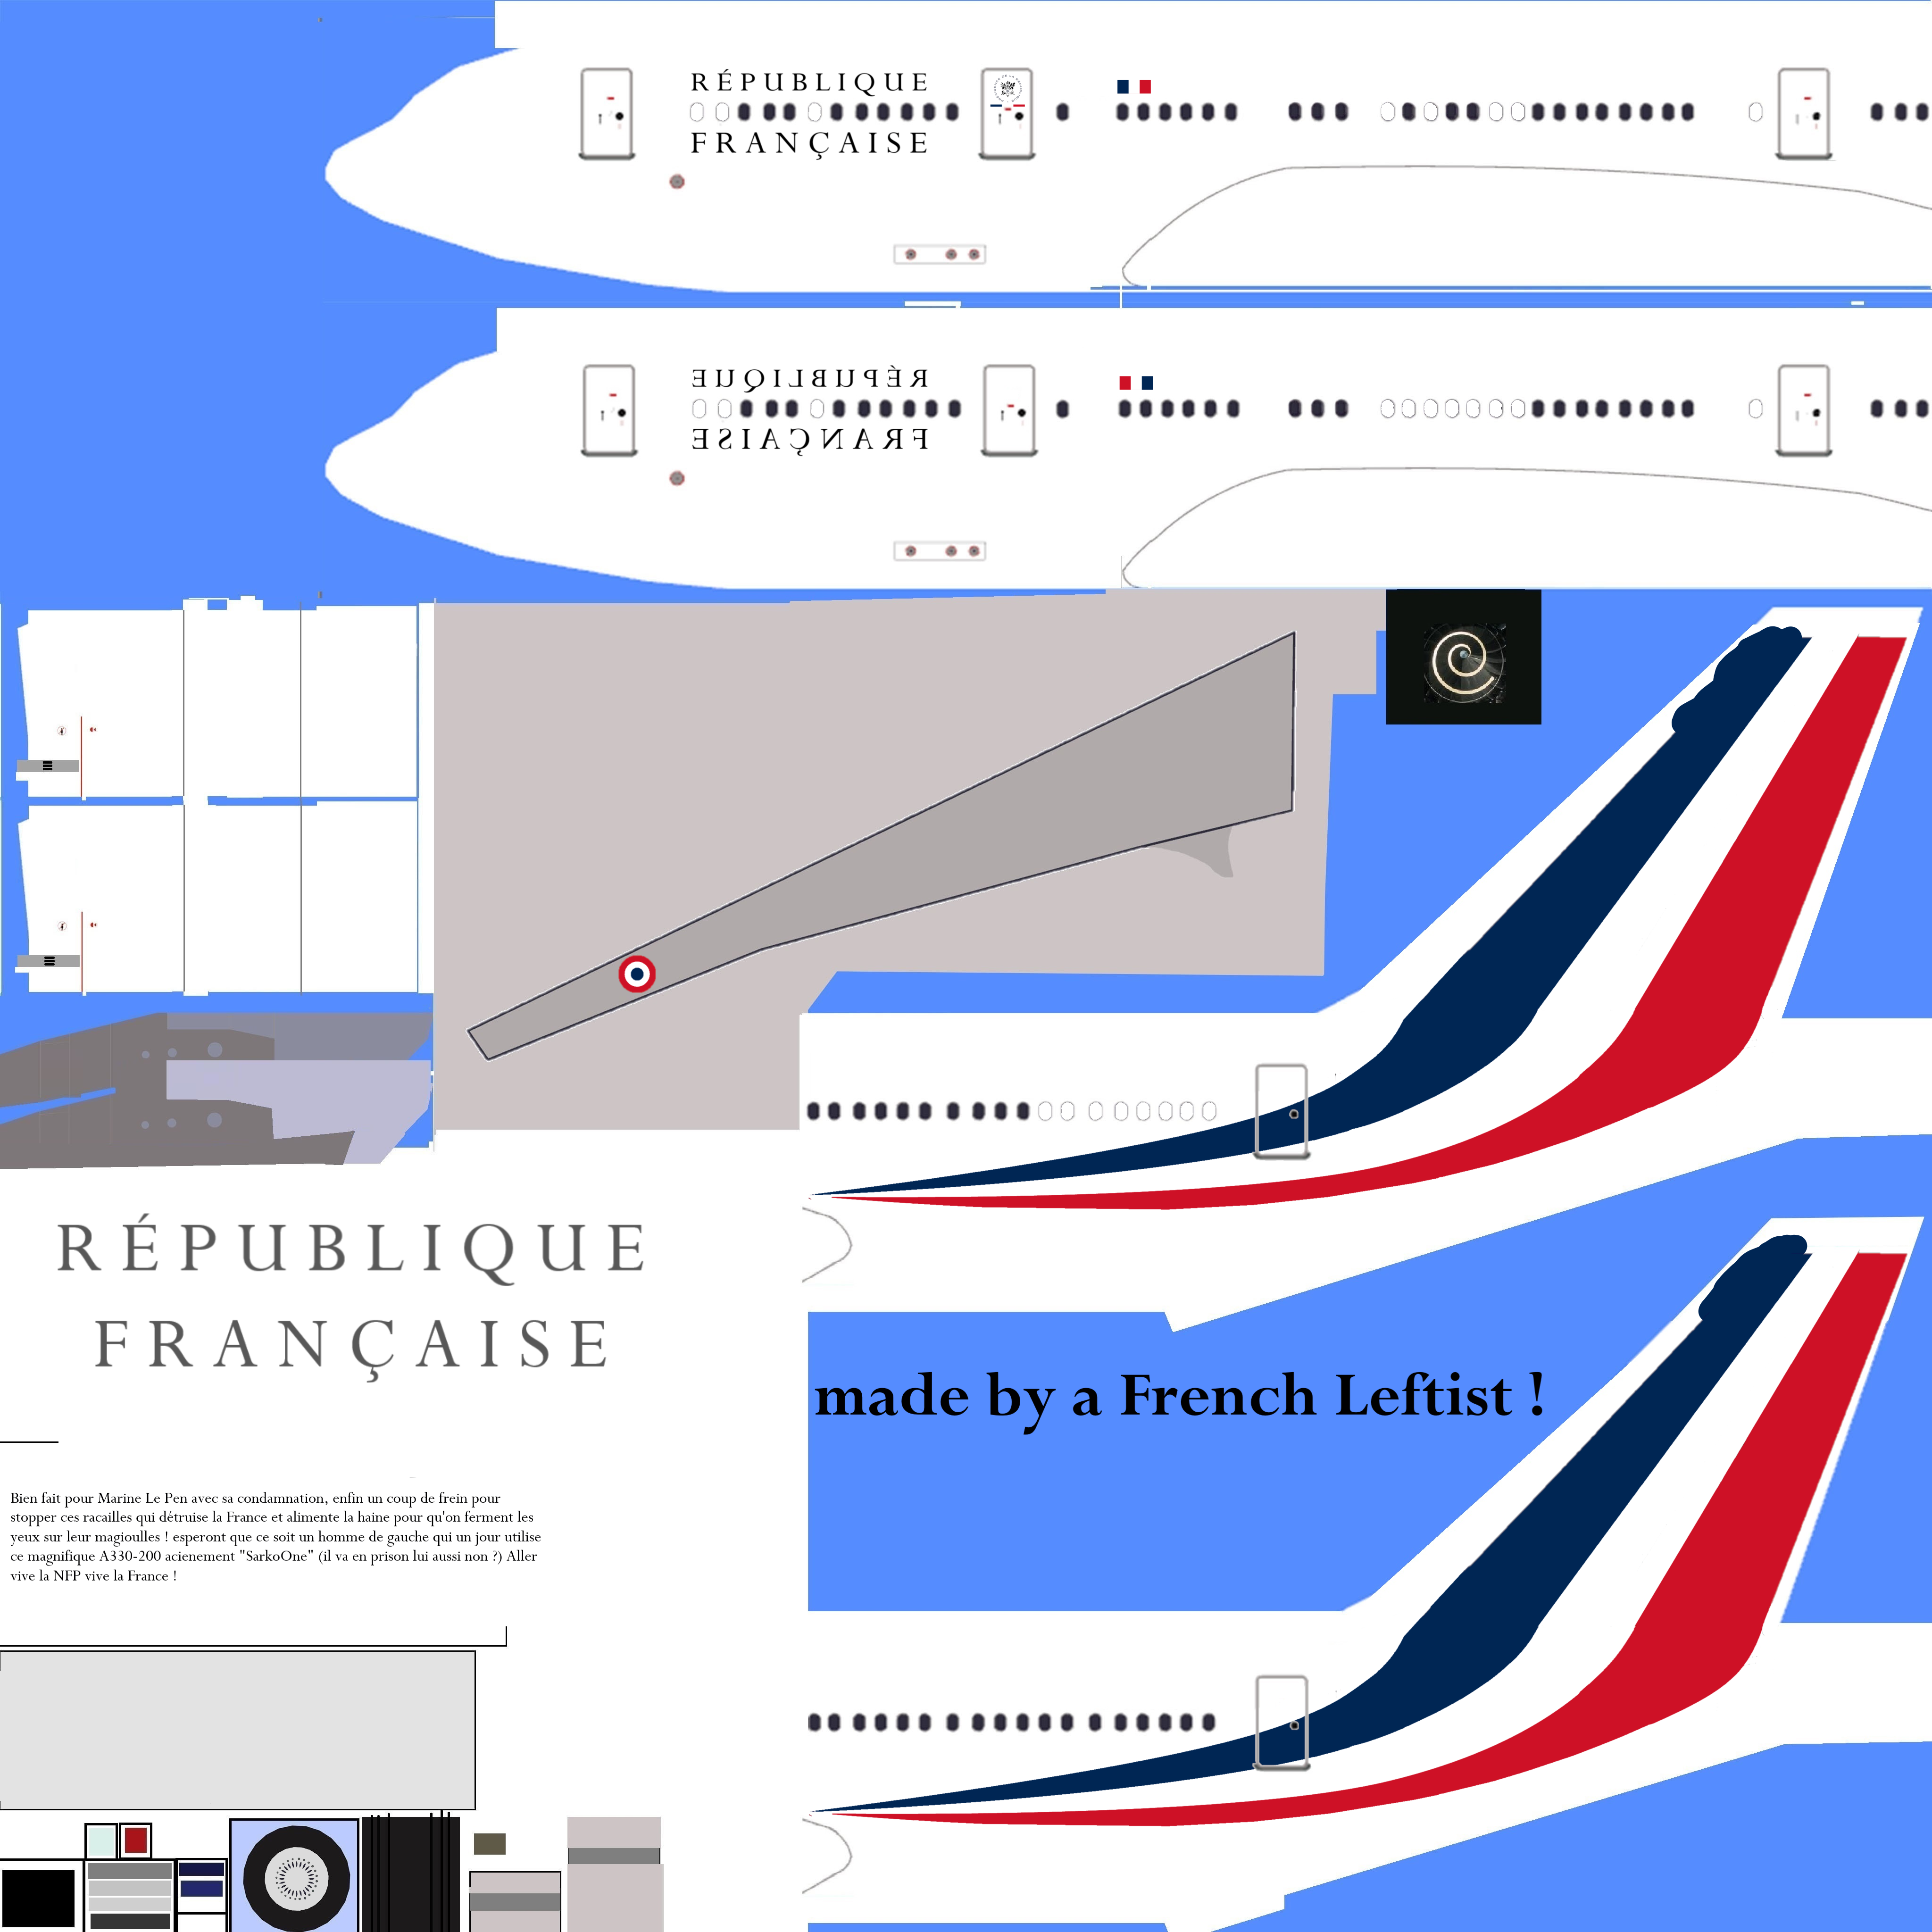 RÉPUBLIQUE
FRANÇAISE
RÉPUBLIQUE
FRANÇAISE
RÉPUBLIQUE
FRANÇAISE
made by a French Leftist !
Bien fait pour Marine Le Pen avec sa condamnation, enfin un coup de frein pour
stopper ces racailles qui détruise la France et alimente la haine pour qu'on ferment les
yeux sur leur magioulles ! esperont que ce soit un homme de gauche qui un jour utilise
ce magnifique A330-200 acienement "SarkoOne" (il va en prison lui aussi non ?) Aller
vive la NFP vive la France !